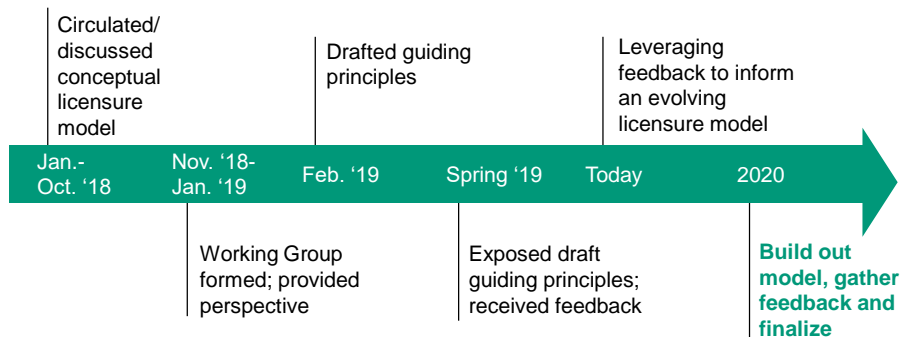 Circulated/
discussed
conceptual
licensure
model
Drafted guiding
principles
Leveraging
feedback to inform
an evolving
licensure model
Jan.-
Oct. ‘18
Nov. ‘18-
Jan. ‘19
Feb. ‘19
Spring ‘19
Today
2020
Working Group
formed; provided
perspective
Exposed draft
guiding principles;
received feedback
Build out
model, gather
feedback and
finalize